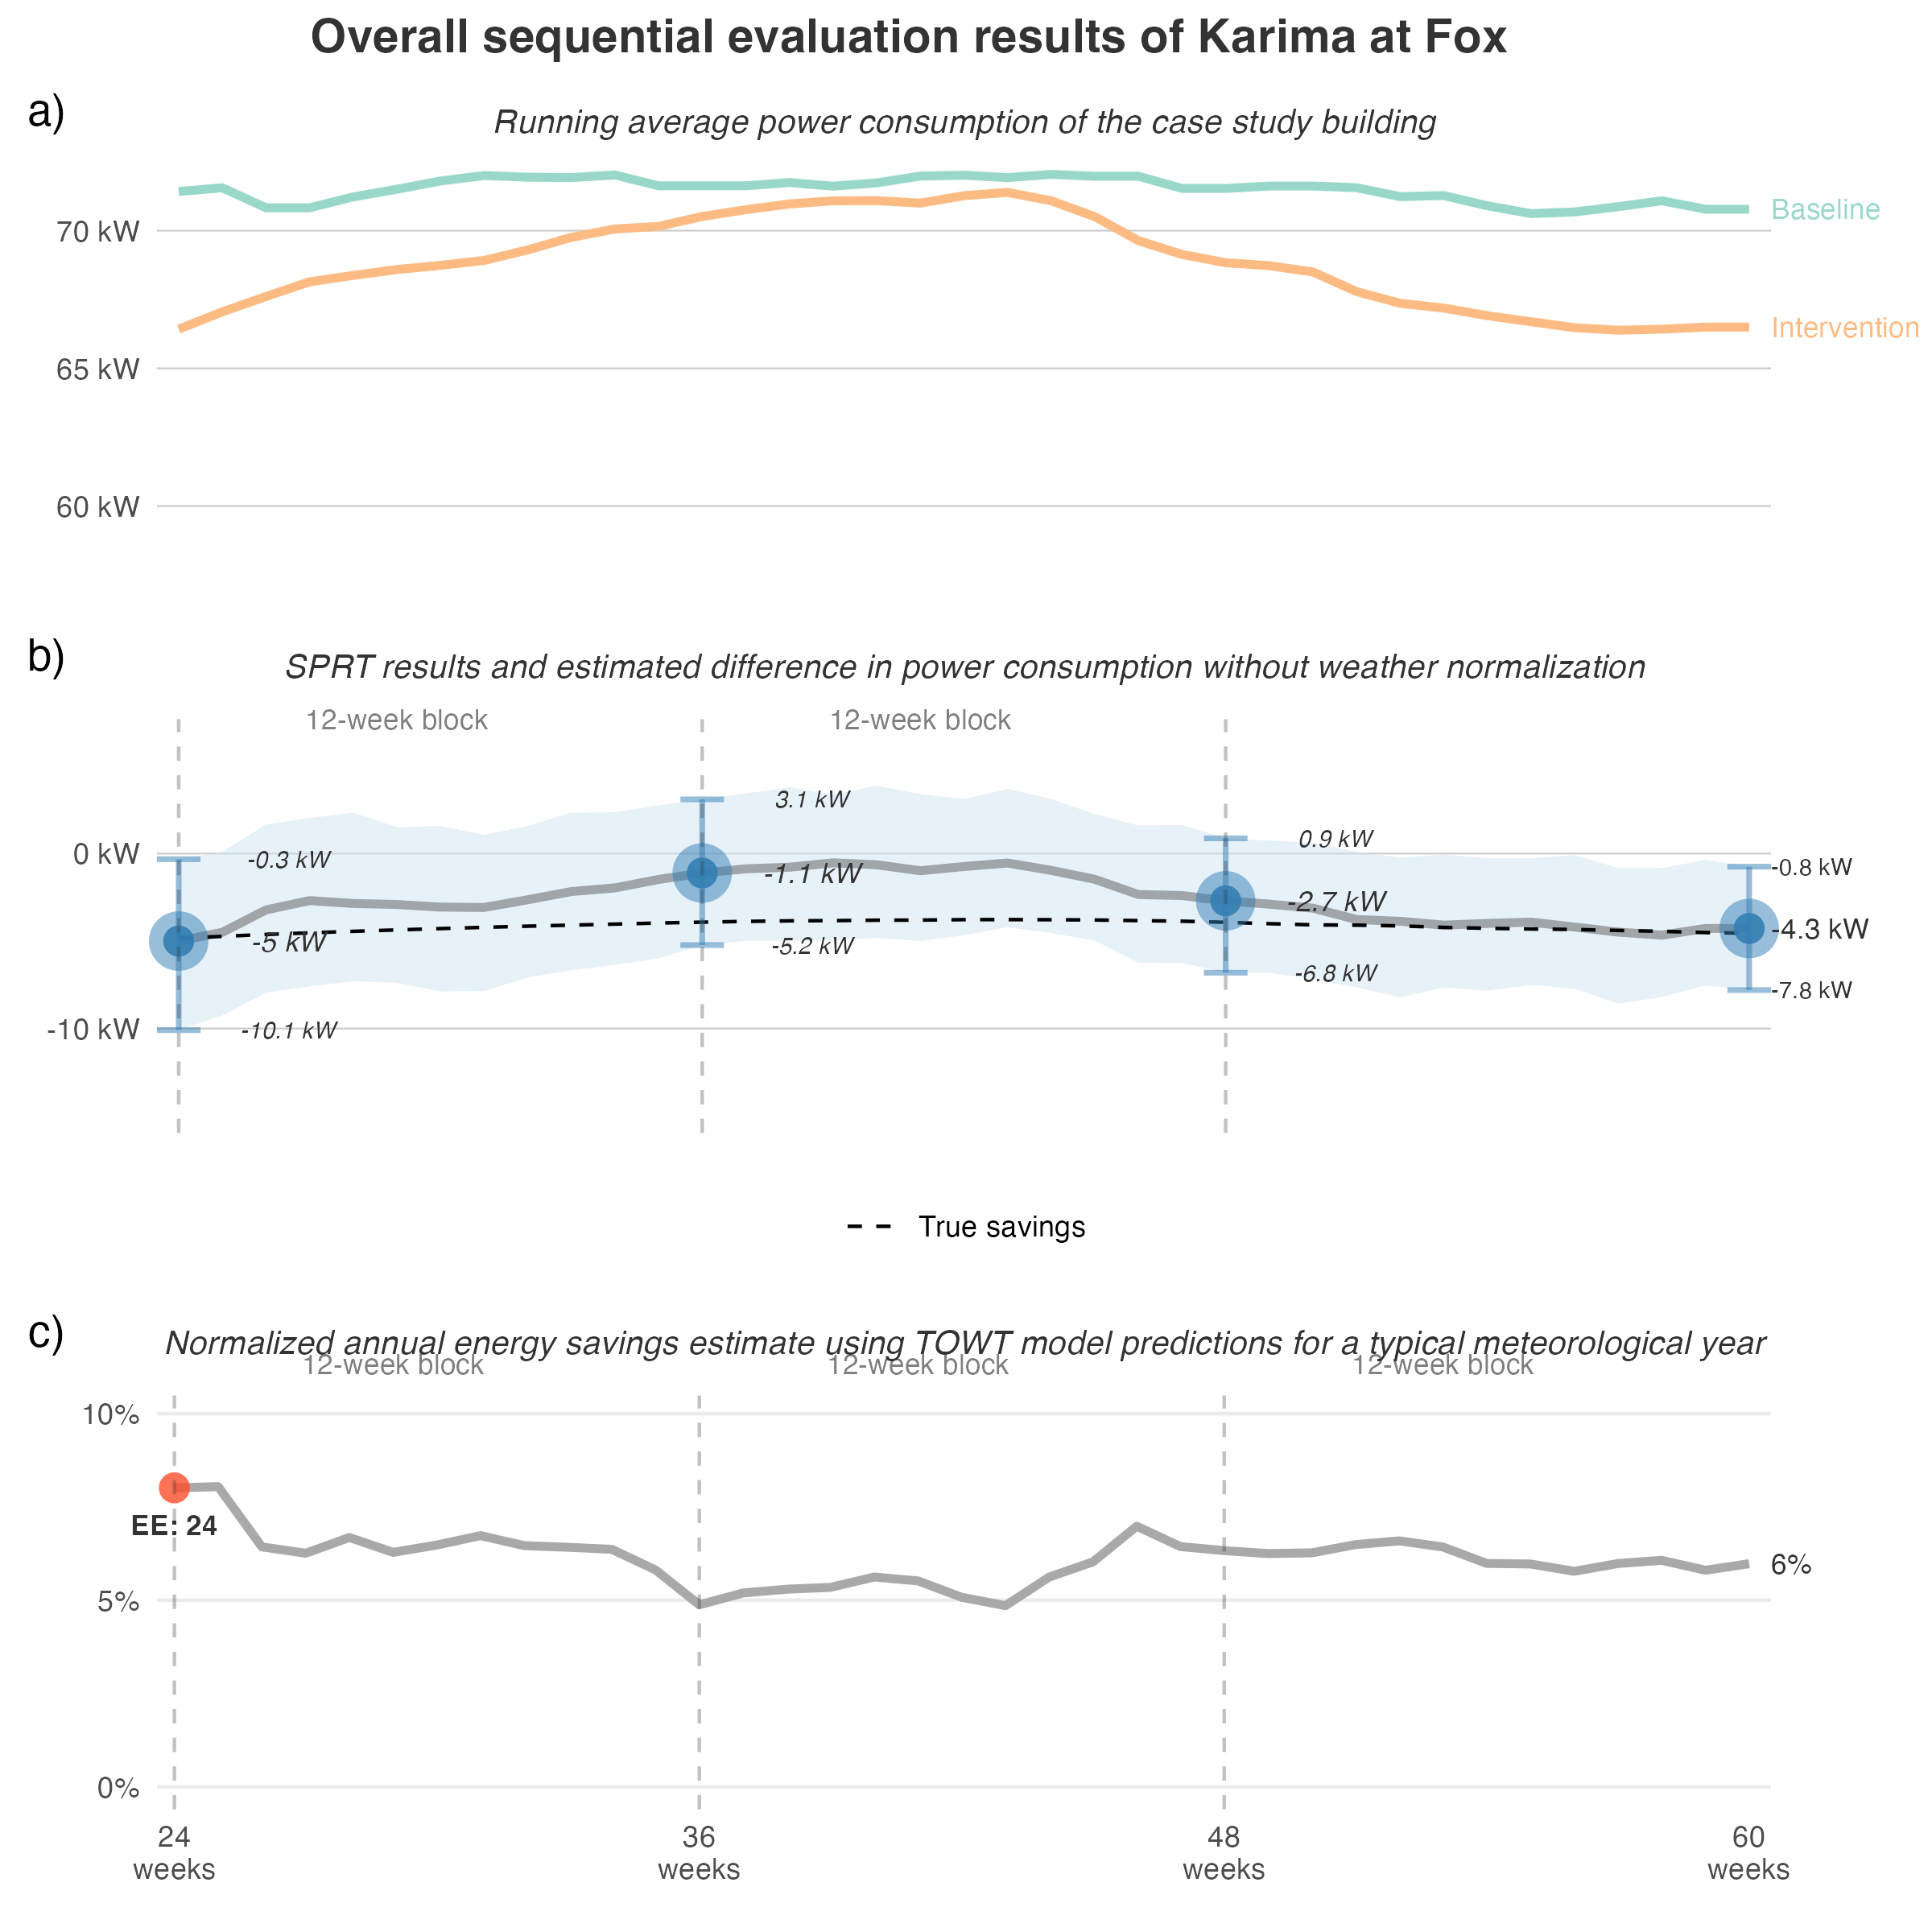 Overall sequential evaluation results of Karima at Fox
a)
Running average power consumption of the case study building
70 kW
65 kW
60 kW
Baseline
Intervention
b)
SPRT results and estimated difference in power consumption without weather normalization
12-week block
12-week block
0 kW
-10 kW
-0.3 kW
-5 kW
-10.1 kW
3.1 kW
-1.1 kW
-5.2 kW
0.9 kW
-2.7 kW
-6.8 kW
-0.8 kW
-4.3 kW
-7.8 kW
True savings
c)
Normalized annual energy savings estimate using TOWT model predictions for a typical meteorological year
12-week block
12-week block
12-week block
10%
5%
0%
EE: 24
6%
24
weeks
36
weeks
48
weeks
60
weeks